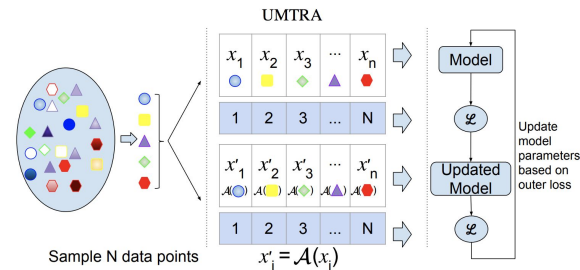 UMTRA
x₁ x₂ x₃ ... xₙ
1 2 3 ... N
x'₁ x'₂ x'₃ ... x'ₙ
𝒜( ) 𝒜( ) 𝒜( ) 𝒜( ) 𝒜( )
1 2 3 ... N
Sample N data points
x'ᵢ = 𝒜(xᵢ)
Model
ℒ
Updated
Model
ℒ
Update
model
parameters
based on
outer loss